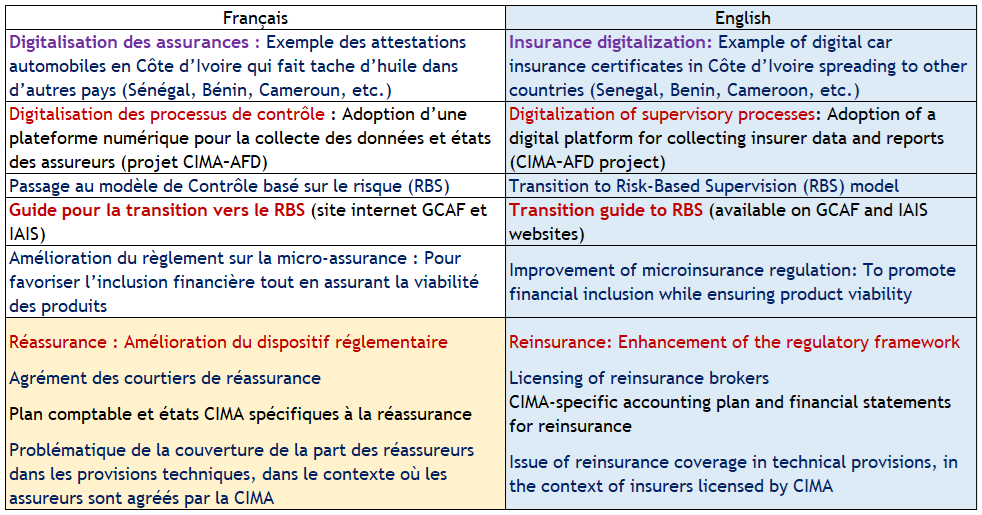 Français
English
Digitalisation des assurances : Exemple des attestations
automobiles en Côte d’Ivoire qui fait tache d’huile dans
d’autres pays (Sénégal, Bénin, Cameroun, etc.)
Insurance digitalization: Example of digital car
insurance certificates in Côte d’Ivoire spreading to other
countries (Senegal, Benin, Cameroon, etc.)
Digitalisation des processus de contrôle : Adoption d’une
plateforme numérique pour la collecte des données et états
des assureurs (projet CIMA–AFD)
Digitalization of supervisory processes: Adoption of a
digital platform for collecting insurer data and reports
(CIMA–AFD project)
Passage au modèle de Contrôle basé sur le risque (RBS)
Transition to Risk-Based Supervision (RBS) model
Guide pour la transition vers le RBS (site internet GCAF et
IAIS)
Transition guide to RBS (available on GCAF and IAIS
websites)
Amélioration du règlement sur la micro-assurance : Pour
favoriser l’inclusion financière tout en assurant la viabilité
des produits
Improvement of microinsurance regulation: To promote
financial inclusion while ensuring product viability
Réassurance : Amélioration du dispositif réglementaire
Agrément des courtiers de réassurance
Plan comptable et états CIMA spécifiques à la réassurance
Problématique de la couverture de la part des réassureurs
dans les provisions techniques, dans le contexte où les
assureurs sont agréés par la CIMA
Reinsurance: Enhancement of the regulatory framework
Licensing of reinsurance brokers
CIMA-specific accounting plan and financial statements
for reinsurance
Issue of reinsurance coverage in technical provisions, in
the context of insurers licensed by CIMA